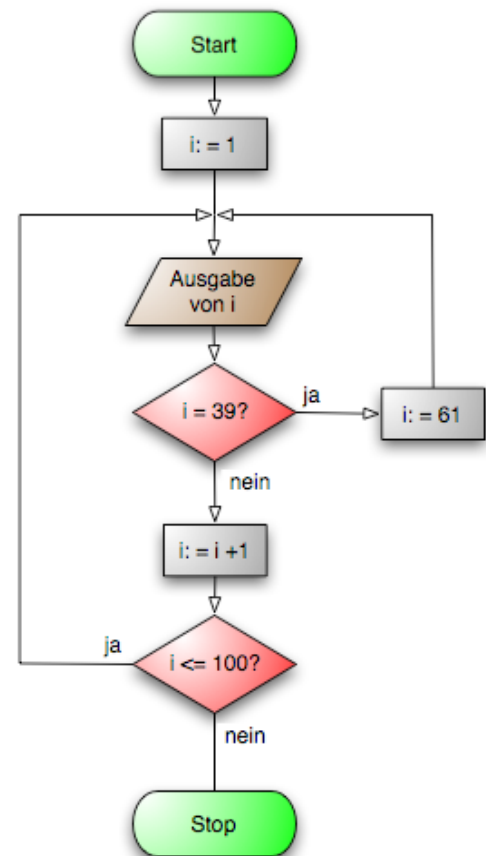 Start
i: = 1
Ausgabe
von i
i = 39?
ja
i: = 61
nein
i: = i +1
ja
i <= 100?
nein
Stop